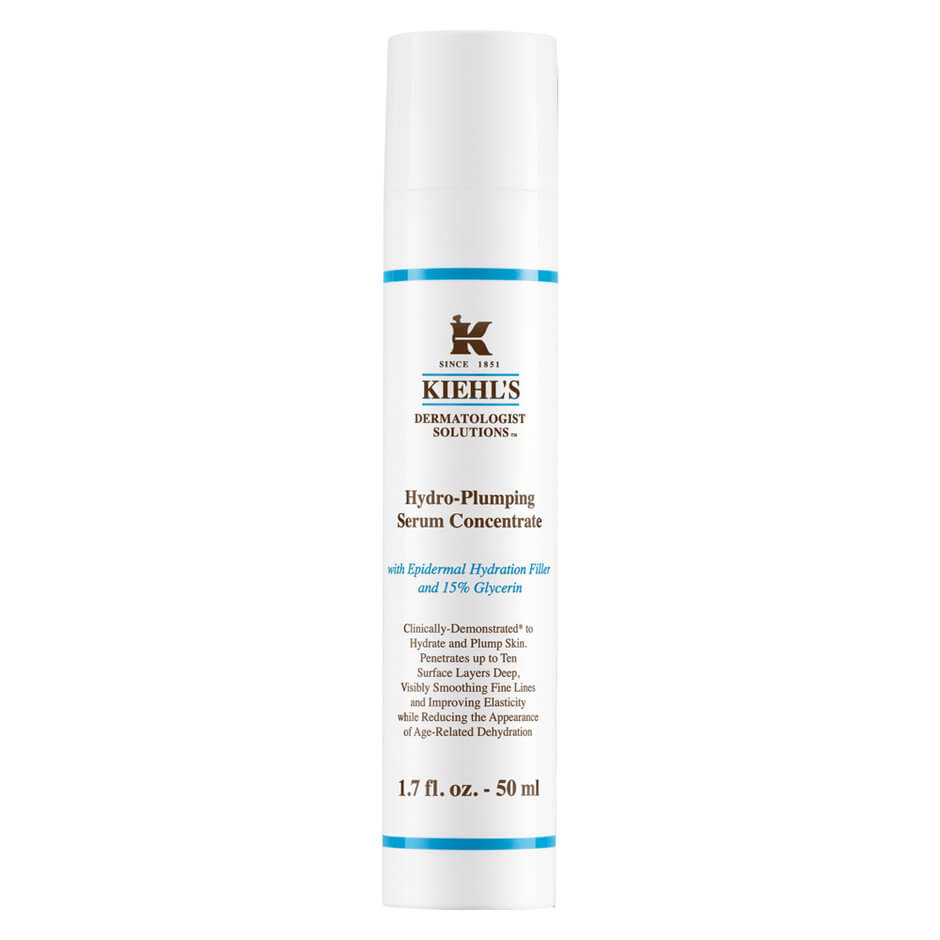 K
SINCE 1851
KIEHL'S
DERMATOLOGIST
SOLUTIONS™
Hydro-Plumping
Serum Concentrate
with Epidermal Hydration Filler
and 15% Glycerin
Clinically-Demonstrated* to
Hydrate and Plump Skin.
Penetrates up to Ten
Surface Layers Deep,
Visibly Smoothing Fine Lines
and Improving Elasticity
while Reducing the Appearance
of Age-Related Dehydration
1.7 fl. oz. - 50 ml